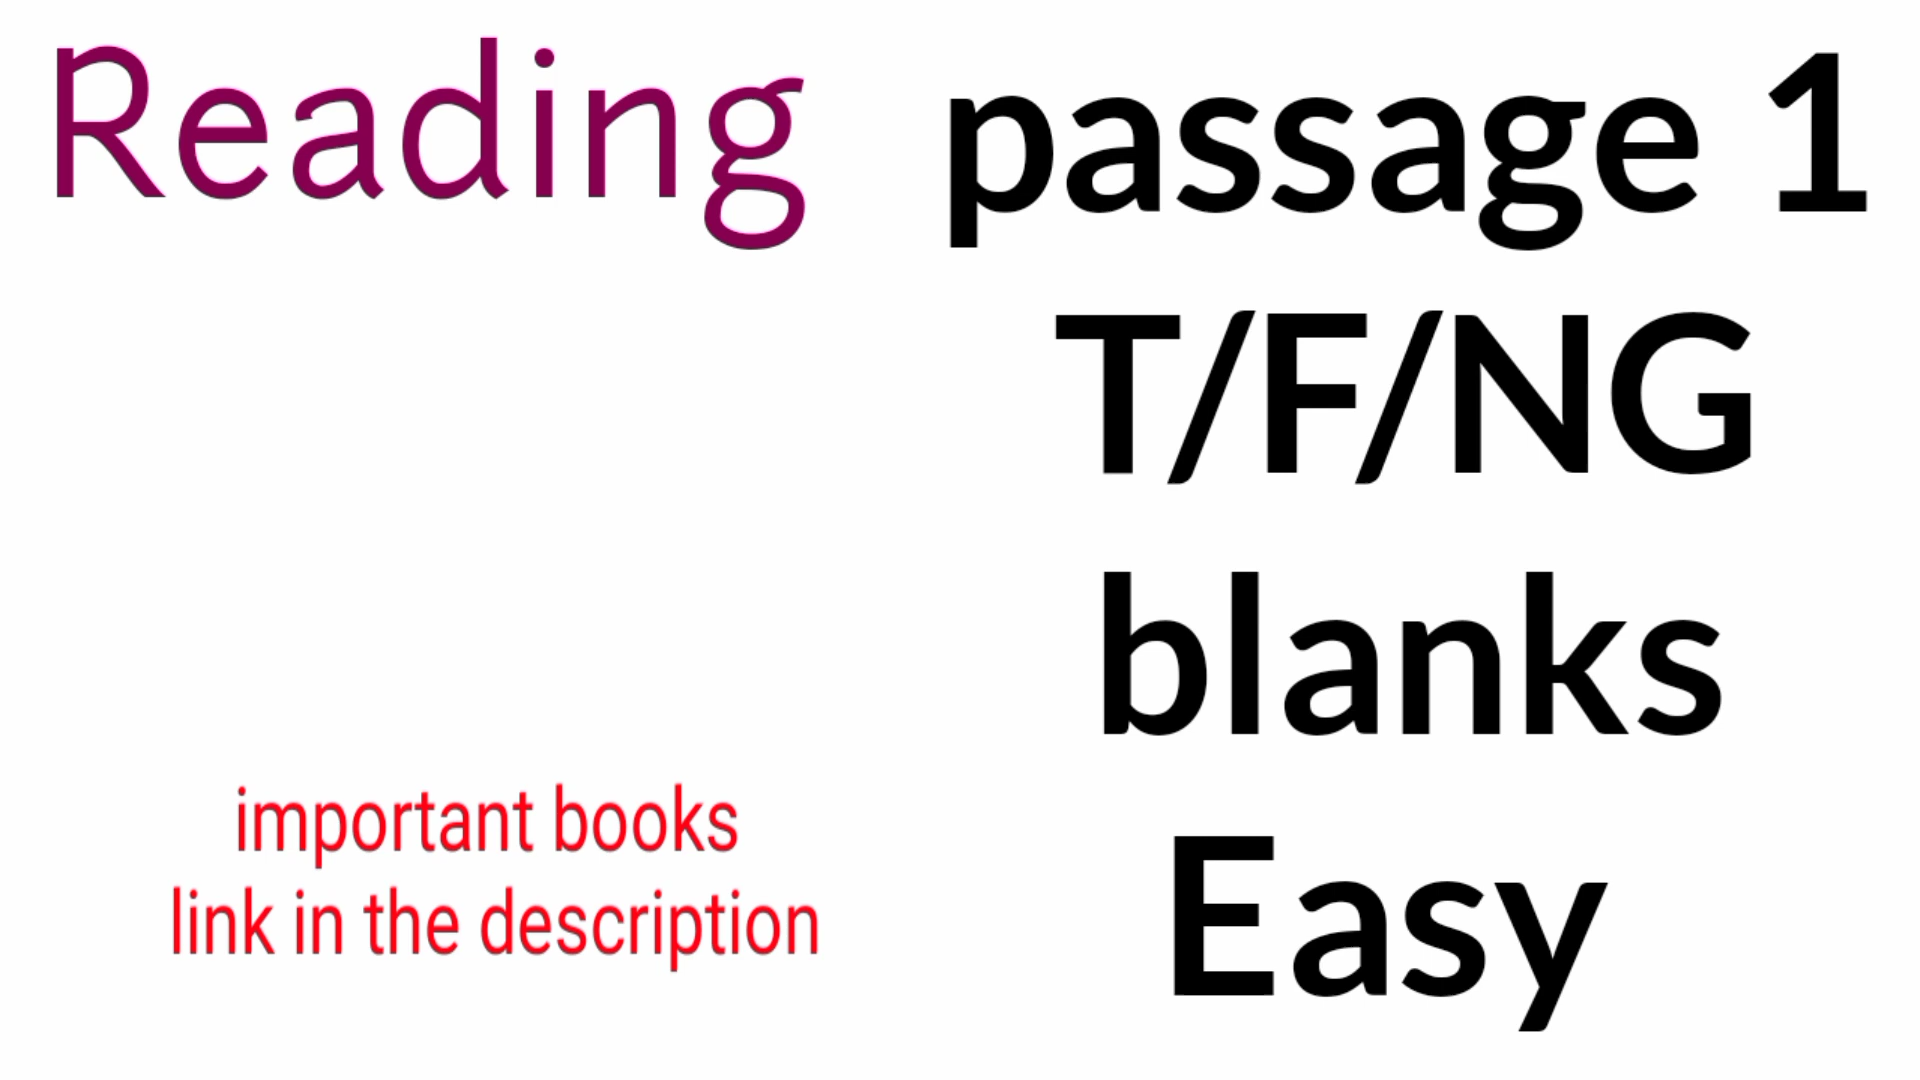 Reading
passage 1
T/F/NG
blanks
Easy
important books
link in the description